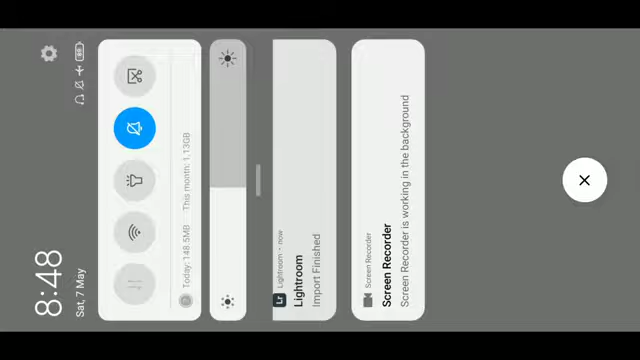 8:48
Sat, 7 May
Today: 148.5MB
This month: 1.13GB
Lr Lightroom • now
Lightroom
Import Finished
Screen Recorder
Screen Recorder
Screen Recorder is working in the background